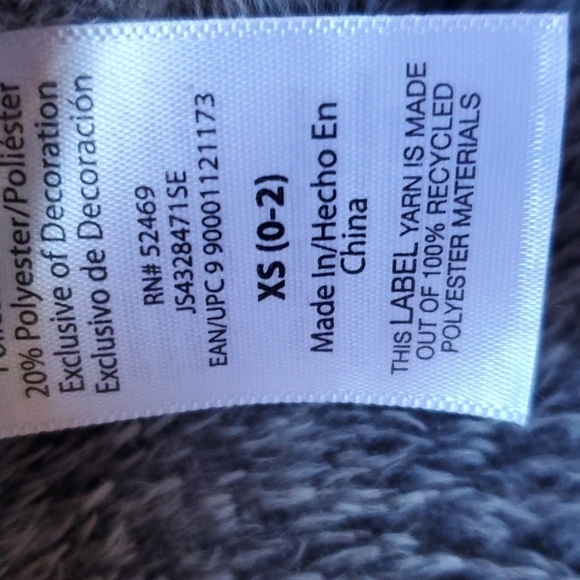 20% Polyester/Poliéster
Exclusive of Decoration
Exclusivo de Decoración
RN# 52469
JS4328471SE
EAN/UPC 9 90001121173
XS (0-2)
Made In/Hecho En
China
THIS LABEL YARN IS MADE
OUT OF 100% RECYCLED
POLYESTER MATERIALS